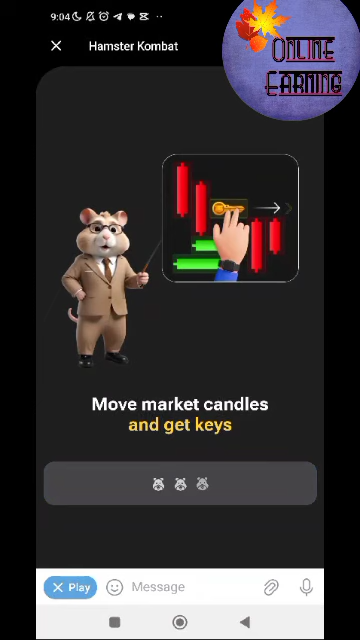 9:04
Hamster Kombat
Online
Earning
Move market candles
and get keys
Play
Message